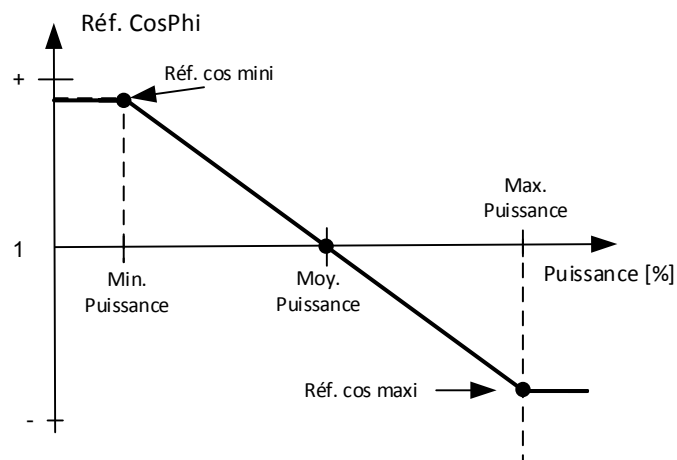 Réf. CosPhi
+
Réf. cos mini
Max.
Puissance
1
Min.
Puissance
Moy.
Puissance
Puissance [%]
Réf. cos maxi
-